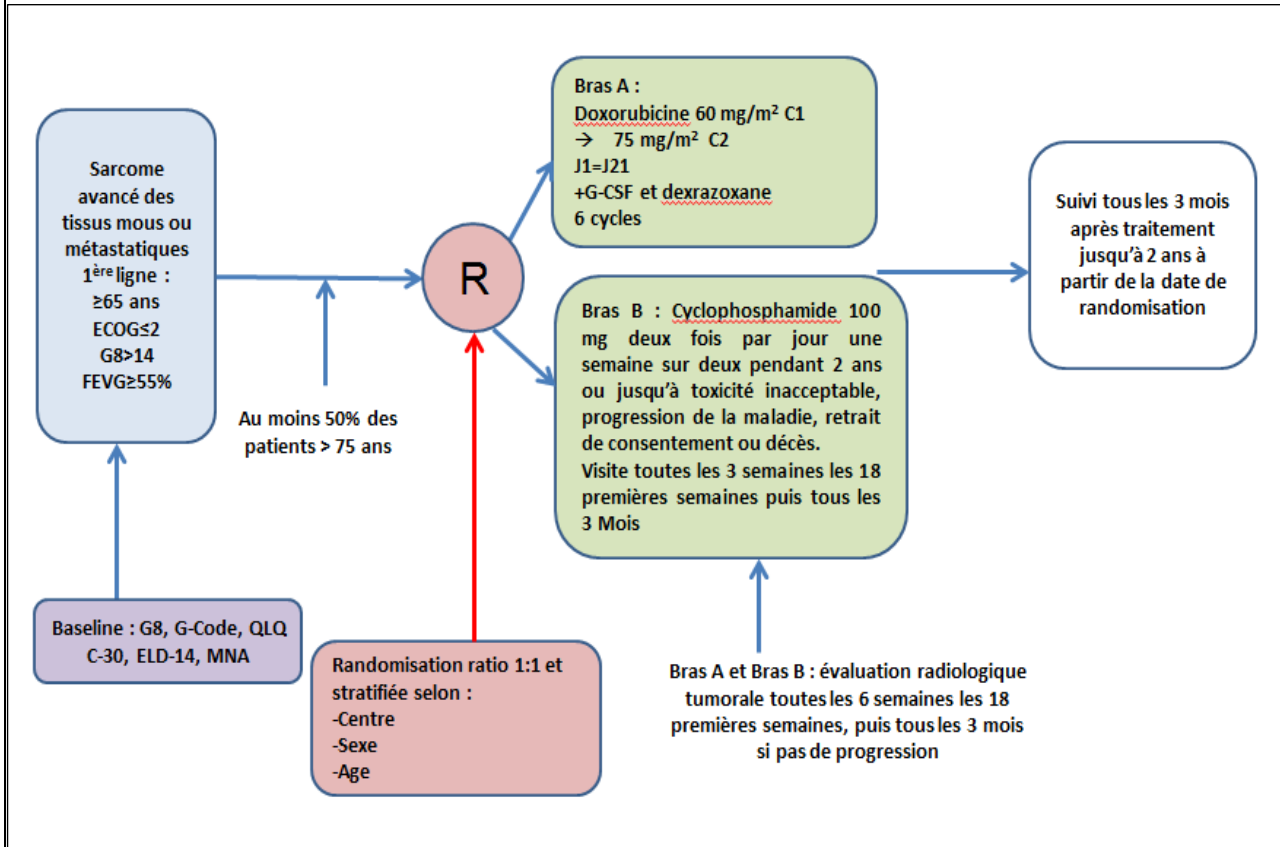 Sarcome
avancé des
tissus mous ou
métastatiques
1ère ligne :
≥65 ans
ECOG≤2
G8>14
FEVG≥55%
Au moins 50% des
patients > 75 ans
Baseline : G8, G-Code, QLQ
C-30, ELD-14, MNA
R
Randomisation ratio 1:1 et
stratifiée selon :
-Centre
-Sexe
-Age
Bras A :
Doxorubicine 60 mg/m² C1
→ 75 mg/m² C2
J1=J21
+G-CSF et dexrazoxane
6 cycles
Bras B : Cyclophosphamide 100
mg deux fois par jour une
semaine sur deux pendant 2 ans
ou jusqu'à toxicité inacceptable,
progression de la maladie, retrait
de consentement ou décès.
Visite toutes les 3 semaines les 18
premières semaines puis tous les
3 Mois
Bras A et Bras B : évaluation radiologique
tumorale toutes les 6 semaines les 18
premières semaines, puis tous les 3 mois
si pas de progression
Suivi tous les 3 mois
après traitement
jusqu'à 2 ans à
partir de la date de
randomisation